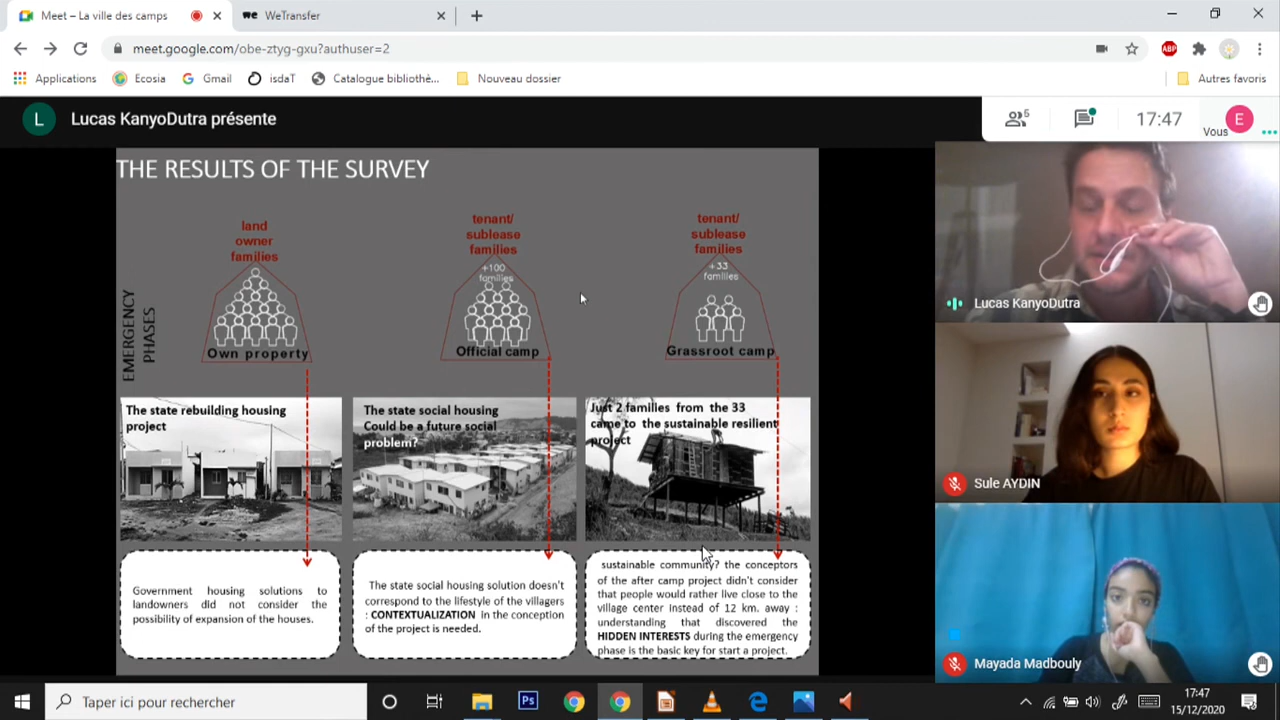 Meet – La ville des camps
WeTransfer
meet.google.com/obe-ztyg-gxu?authuser=2
ABP
Applications
Ecosia
Gmail
isdaT
Catalogue bibliothè...
Nouveau dossier
Autres favoris
L
Lucas KanyoDutra présente
5
17:47
Vous
E
THE RESULTS OF THE SURVEY
EMERGENCY
PHASES
land
owner
families
Own property
tenant/
sublease
families
+100
families
Official camp
tenant/
sublease
families
+33
families
Grassroot camp
The state rebuilding housing
project
The state social housing
Could be a future social
problem?
Just 2 families from the 33
came to the sustainable resilient
project
Government housing solutions to
landowners did not consider the
possibility of expansion of the houses.
The state social housing solution doesn't
correspond to the lifestyle of the villagers
: CONTEXTUALIZATION in the conception
of the project is needed.
sustainable community? the conceptors
of the after camp project didn't consider
that people would rather live close to the
village center instead of 12 km. away :
understanding that discovered the
HIDDEN INTERESTS during the emergency
phase is the basic key for start a project.
Lucas KanyoDutra
Sule AYDIN
Mayada Madbouly
Taper ici pour rechercher
Ps
17:47
15/12/2020